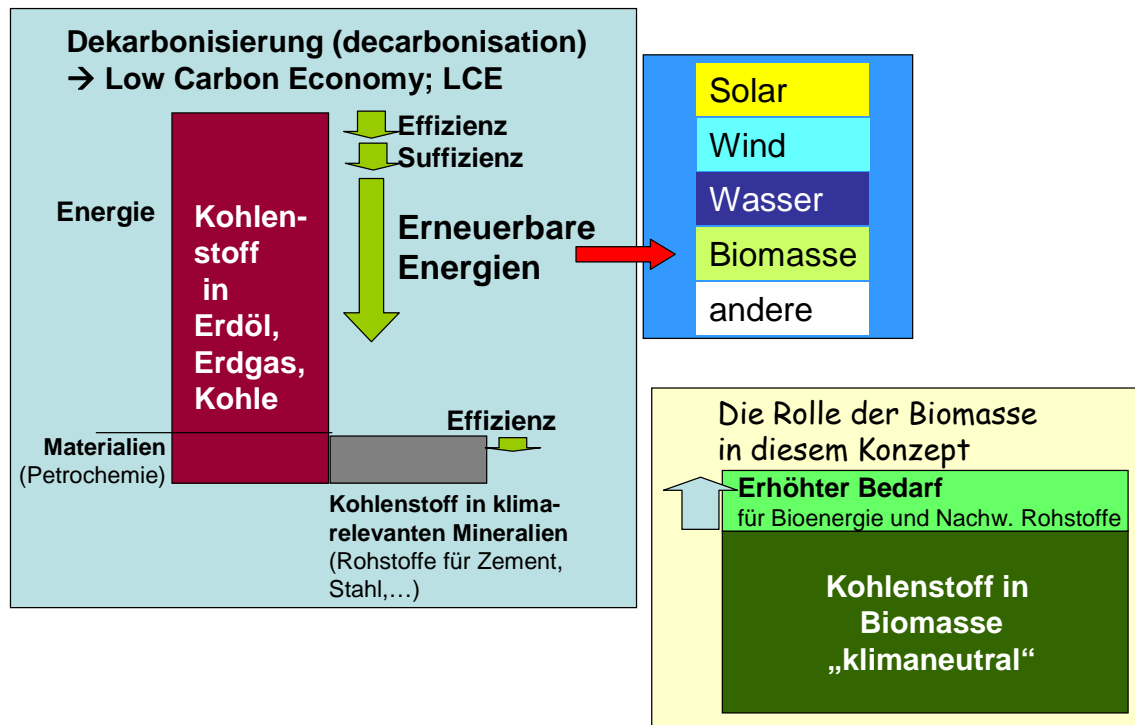 Dekarbonisierung (decarbonisation)
→ Low Carbon Economy; LCE
Effizienz
Suffizienz
Energie
Kohlen-
stoff
in
Erdöl,
Erdgas,
Kohle
Erneuerbare
Energien
Effizienz
Materialien
(Petrochemie)
Kohlenstoff in klima-
relevanten Mineralien
(Rohstoffe für Zement,
Stahl,…)
Solar
Wind
Wasser
Biomasse
andere
Die Rolle der Biomasse
in diesem Konzept
Erhöhter Bedarf
für Bioenergie und Nachw. Rohstoffe
Kohlenstoff in
Biomasse
„klimaneutral“